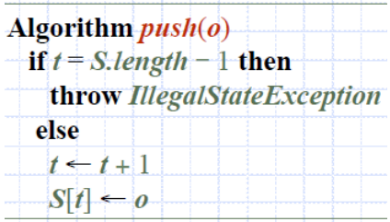 Algorithm push(o)
if t = S.length − 1 then
throw IllegalStateException
else
t ← t + 1
S[t] ← o